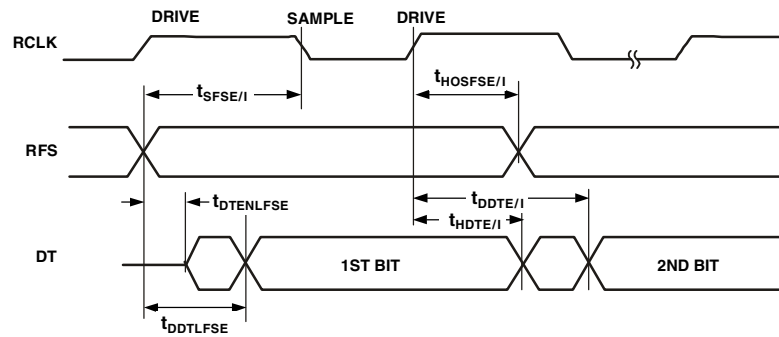 DRIVE SAMPLE DRIVE
RCLK
tSFSE/I tHOSFSE/I
RFS
tDTENLFSE tDDTE/I
tHDTE/I
DT 1ST BIT 2ND BIT
tDDTLFSE